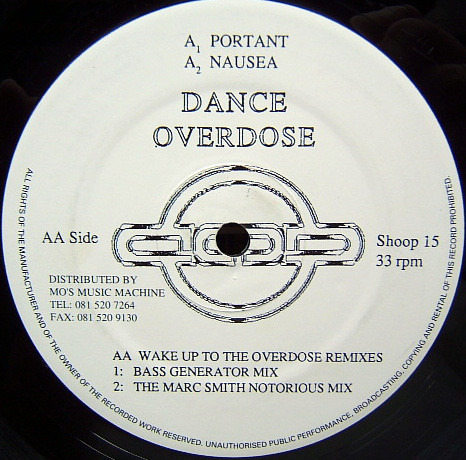 A1 PORTANT
A2 NAUSEA
DANCE
OVERDOSE
AA Side
Shoop 15
33 rpm
DISTRIBUTED BY
MO'S MUSIC MACHINE
TEL: 081 520 7264
FAX: 081 520 9130
AA WAKE UP TO THE OVERDOSE REMIXES
1: BASS GENERATOR MIX
2: THE MARC SMITH NOTORIOUS MIX
ALL RIGHTS OF THE MANUFACTURER AND OF THE OWNER OF THE RECORDED WORK RESERVED. UNAUTHORISED PUBLIC PERFORMANCE, BROADCASTING, COPYING AND RENTAL OF THIS RECORD PROHIBITED.